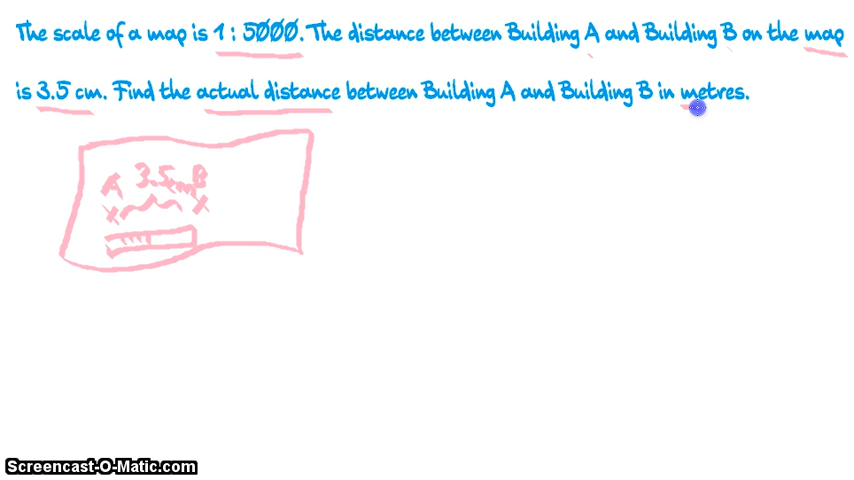 The scale of a map is 1 : 5000. The distance between Building A and Building B on the map
is 3.5 cm. Find the actual distance between Building A and Building B in metres.
A 3.5cm B
Screencast-O-Matic.com